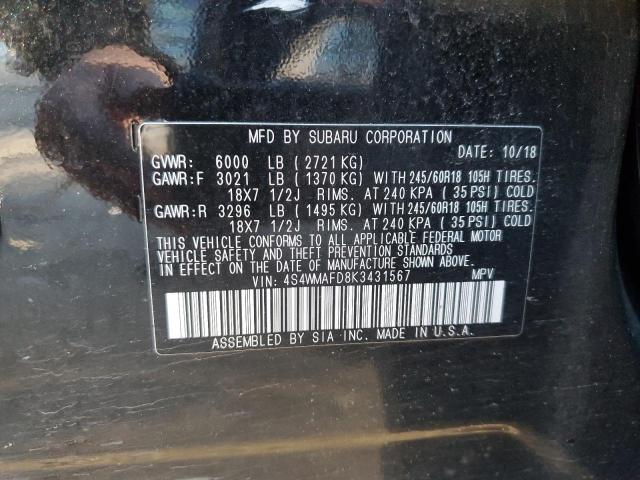 MFD BY SUBARU CORPORATION
GVWR: 6000 LB ( 2721 KG) DATE: 10/18
GAWR:F 3021 LB ( 1370 KG) WITH 245/60R18 105H TIRES.
18X7 1/2J RIMS. AT 240 KPA ( 35 PSI) COLD
GAWR:R 3296 LB ( 1495 KG) WITH 245/60R18 105H TIRES.
18X7 1/2J RIMS. AT 240 KPA ( 35 PSI) COLD
THIS VEHICLE CONFORMS TO ALL APPLICABLE FEDERAL MOTOR
VEHICLE SAFETY AND THEFT PREVENTION STANDARDS
IN EFFECT ON THE DATE OF MANUFACTURE SHOWN ABOVE.
VIN: 4S4WMAFD8K3431567 MPV
ASSEMBLED BY SIA INC. MADE IN U.S.A.